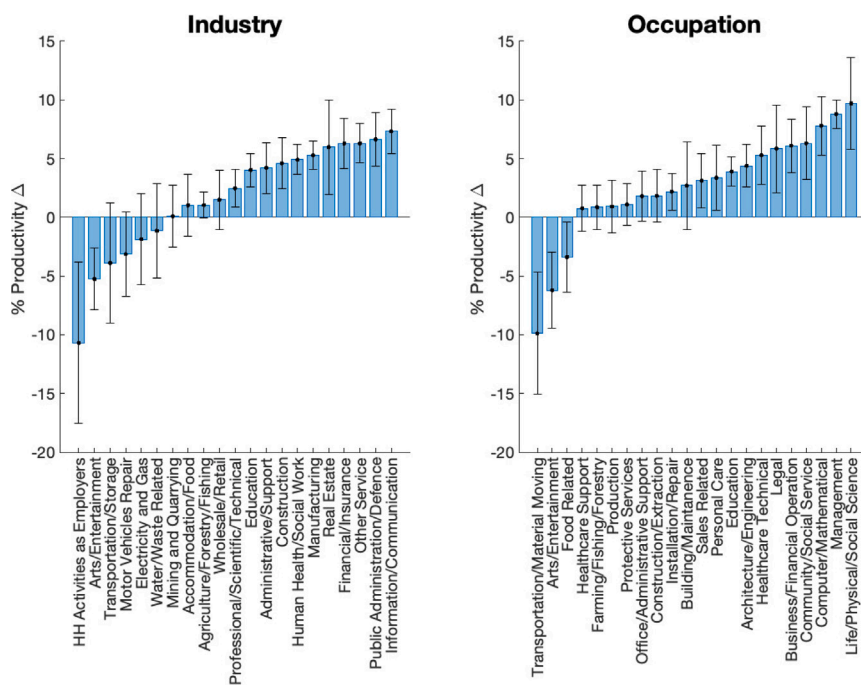 Industry
15
10
5
0
-5
-10
-15
-20
% Productivity Δ
HH Activities as Employers
Arts/Entertainment
Transportation/Storage
Motor Vehicles Repair
Electricity and Gas
Water/Waste Related
Mining and Quarrying
Accommodation/Food
Agriculture/Forestry/Fishing
Wholesale/Retail
Professional/Scientific/Technical
Education
Administrative/Support
Construction
Human Health/Social Work
Manufacturing
Real Estate
Financial/Insurance
Other Service
Public Administration/Defence
Information/Communication
Occupation
15
10
5
0
-5
-10
-15
-20
% Productivity Δ
Transportation/Material Moving
Arts/Entertainment
Food Related
Healthcare Support
Farming/Fishing/Forestry
Production
Protective Services
Office/Administrative Support
Construction/Extraction
Installation/Repair
Building/Maintanence
Sales Related
Personal Care
Education
Architecture/Engineering
Healthcare Technical
Legal
Business/Financial Operation
Community/Social Service
Computer/Mathematical
Management
Life/Physical/Social Science